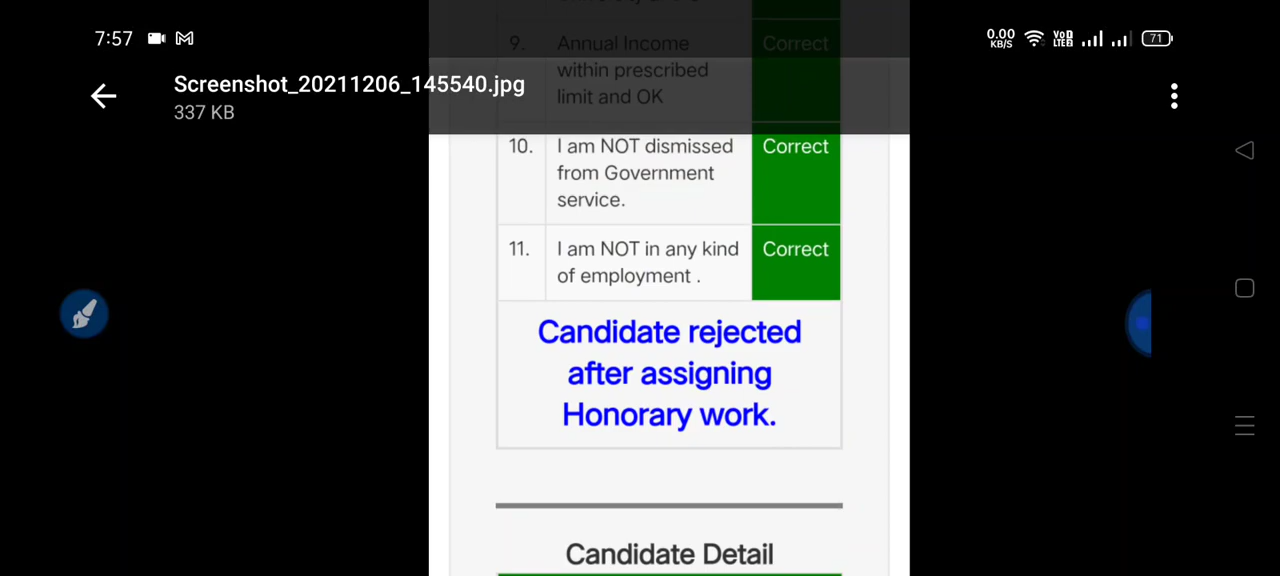 7:57
0.00
KB/S
VoD
LTE
71
Screenshot_20211206_145540.jpg
337 KB
9. Annual Income Correct
within prescribed
limit and OK
10. I am NOT dismissed Correct
from Government
service.
11. I am NOT in any kind Correct
of employment .
Candidate rejected
after assigning
Honorary work.
Candidate Detail